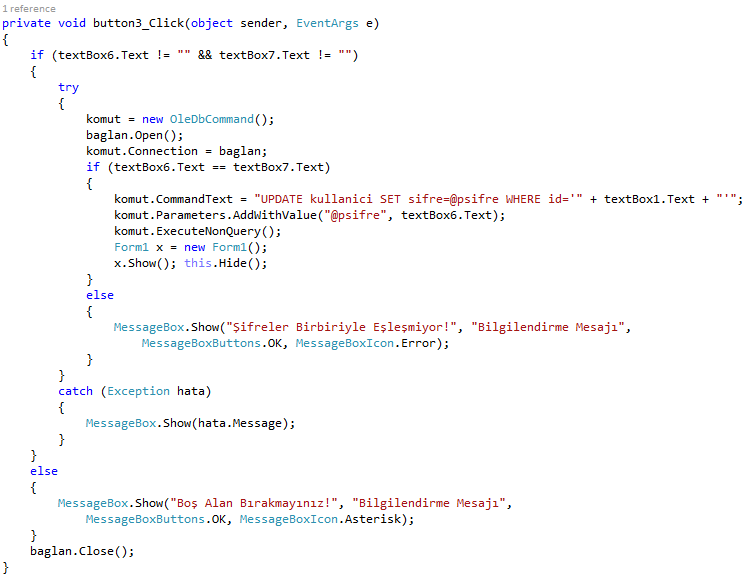 1 reference
private void button3_Click(object sender, EventArgs e)
{
    if (textBox6.Text != "" && textBox7.Text != "")
    {
        try
        {
            komut = new OleDbCommand();
            baglan.Open();
            komut.Connection = baglan;
            if (textBox6.Text == textBox7.Text)
            {
                komut.CommandText = "UPDATE kullanici SET sifre=@psifre WHERE id='" + textBox1.Text + "'";
                komut.Parameters.AddWithValue("@psifre", textBox6.Text);
                komut.ExecuteNonQuery();
                Form1 x = new Form1();
                x.Show(); this.Hide();
            }
            else
            {
                MessageBox.Show("Şifreler Birbiriyle Eşleşmiyor!", "Bilgilendirme Mesajı",
                    MessageBoxButtons.OK, MessageBoxIcon.Error);
            }
        }
        catch (Exception hata)
        {
            MessageBox.Show(hata.Message);
        }
    }
    else
    {
        MessageBox.Show("Boş Alan Bırakmayınız!", "Bilgilendirme Mesajı",
            MessageBoxButtons.OK, MessageBoxIcon.Asterisk);
    }
    baglan.Close();
}